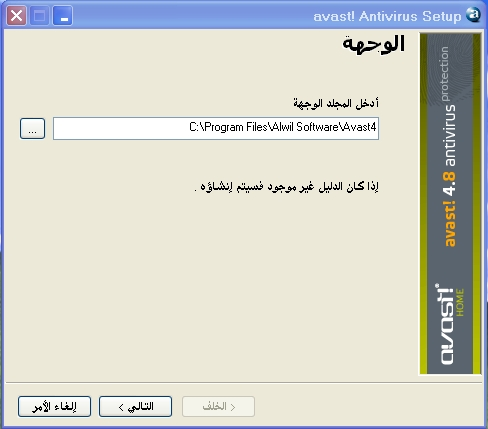 avast! Antivirus Setup
الوجهة
أدخل المجلد الوجهة
C:\Program Files\Alwil Software\Avast4
...
إذا كان الدليل غير موجود فسيتم إنشاؤه .
avast! 4.8 antivirus protection
avast! HOME
< الخلف
التالي >
إلغاء الأمر